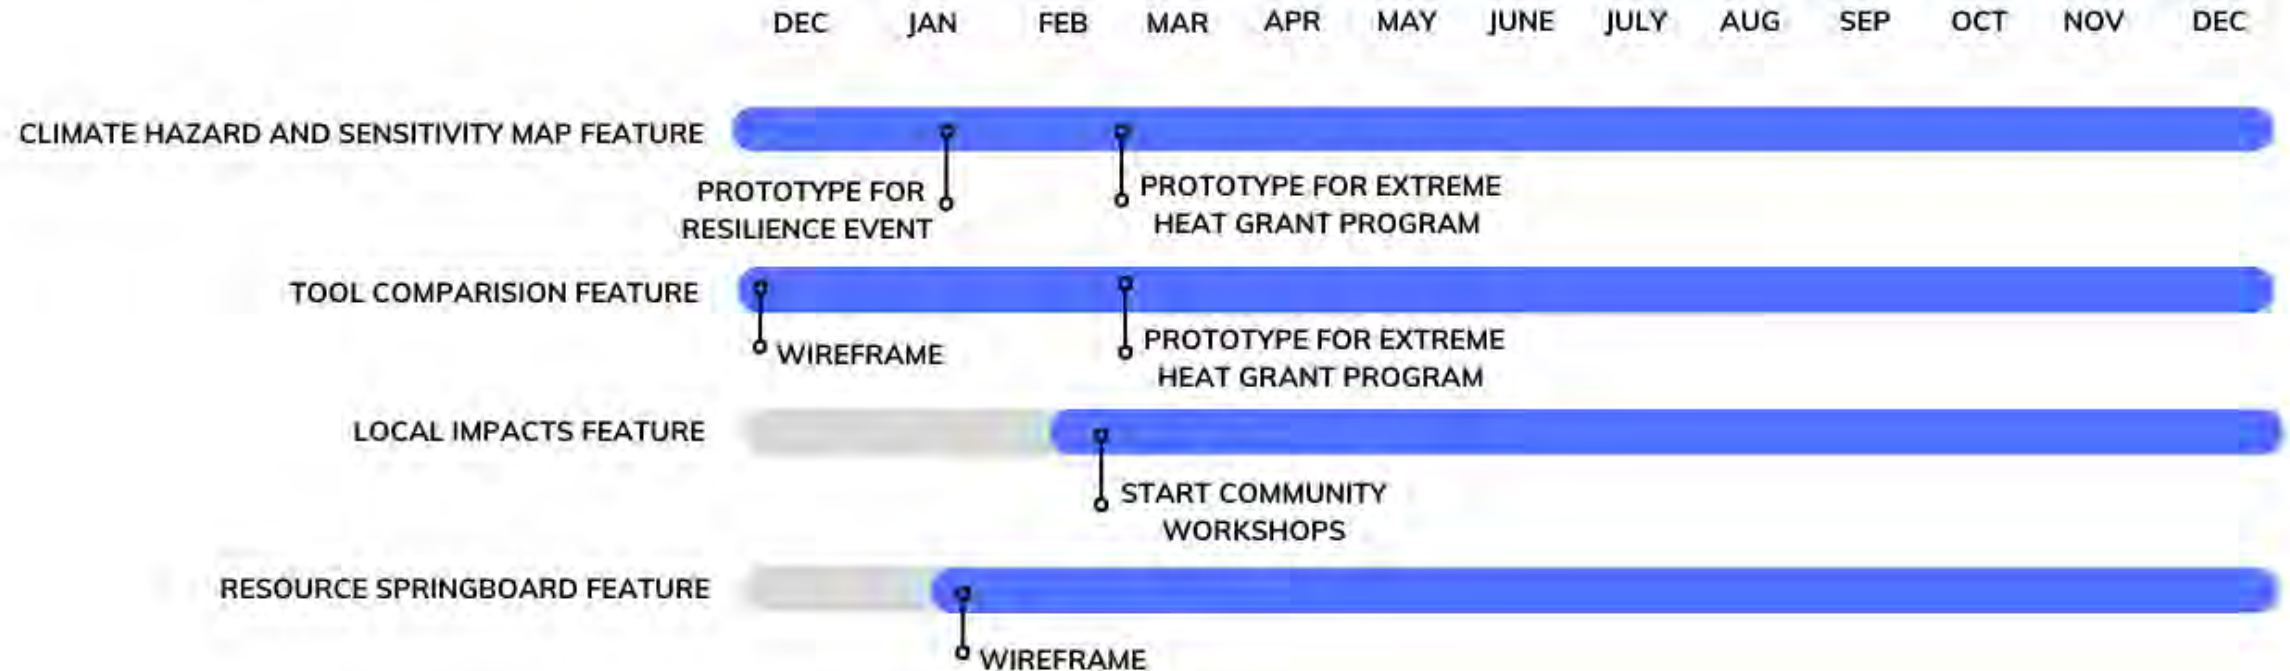 DEC JAN FEB MAR APR MAY JUNE JULY AUG SEP OCT NOV DEC
CLIMATE HAZARD AND SENSITIVITY MAP FEATURE
PROTOTYPE FOR
RESILIENCE EVENT
PROTOTYPE FOR EXTREME
HEAT GRANT PROGRAM
TOOL COMPARISION FEATURE
WIREFRAME
PROTOTYPE FOR EXTREME
HEAT GRANT PROGRAM
LOCAL IMPACTS FEATURE
START COMMUNITY
WORKSHOPS
RESOURCE SPRINGBOARD FEATURE
WIREFRAME